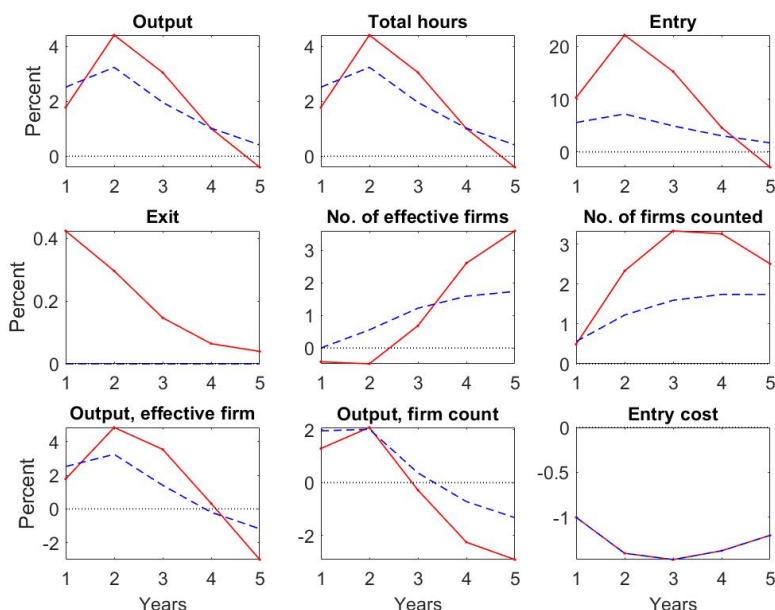 Output
Total hours
Entry
Percent
4
2
0
1 2 3 4 5
4
2
0
1 2 3 4 5
20
10
0
1 2 3 4 5
Exit
No. of effective firms
No. of firms counted
Percent
0.4
0.2
0
1 2 3 4 5
3
2
1
0
1 2 3 4 5
3
2
1
0
1 2 3 4 5
Output, effective firm
Output, firm count
Entry cost
Percent
4
2
0
-2
1 2 3 4 5
Years
2
0
-2
1 2 3 4 5
Years
0
-0.5
-1
1 2 3 4 5
Years